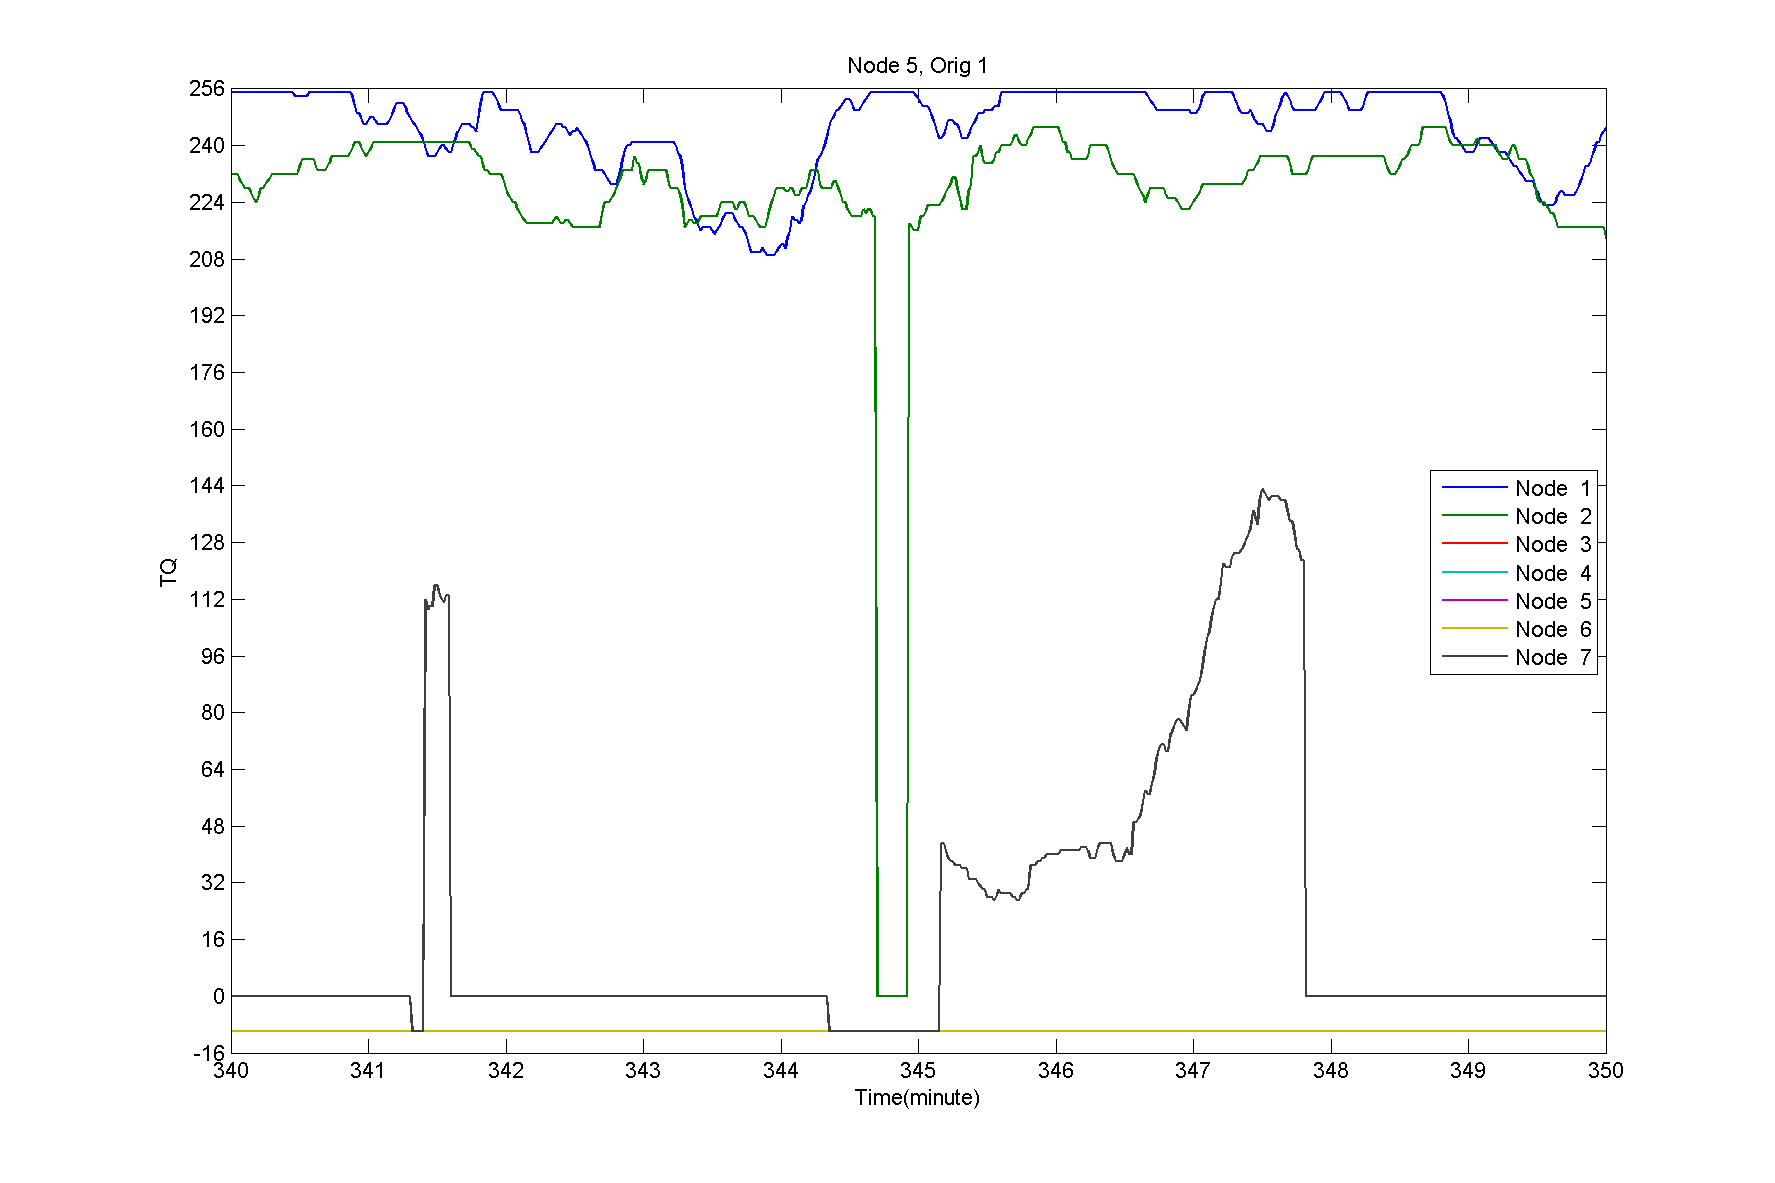 Node 5, Orig 1
256
240
224
208
192
176
160
144
128
112
96
80
64
48
32
16
0
-16
TQ
Node 1
Node 2
Node 3
Node 4
Node 5
Node 6
Node 7
340 341 342 343 344 345 346 347 348 349 350
Time(minute)